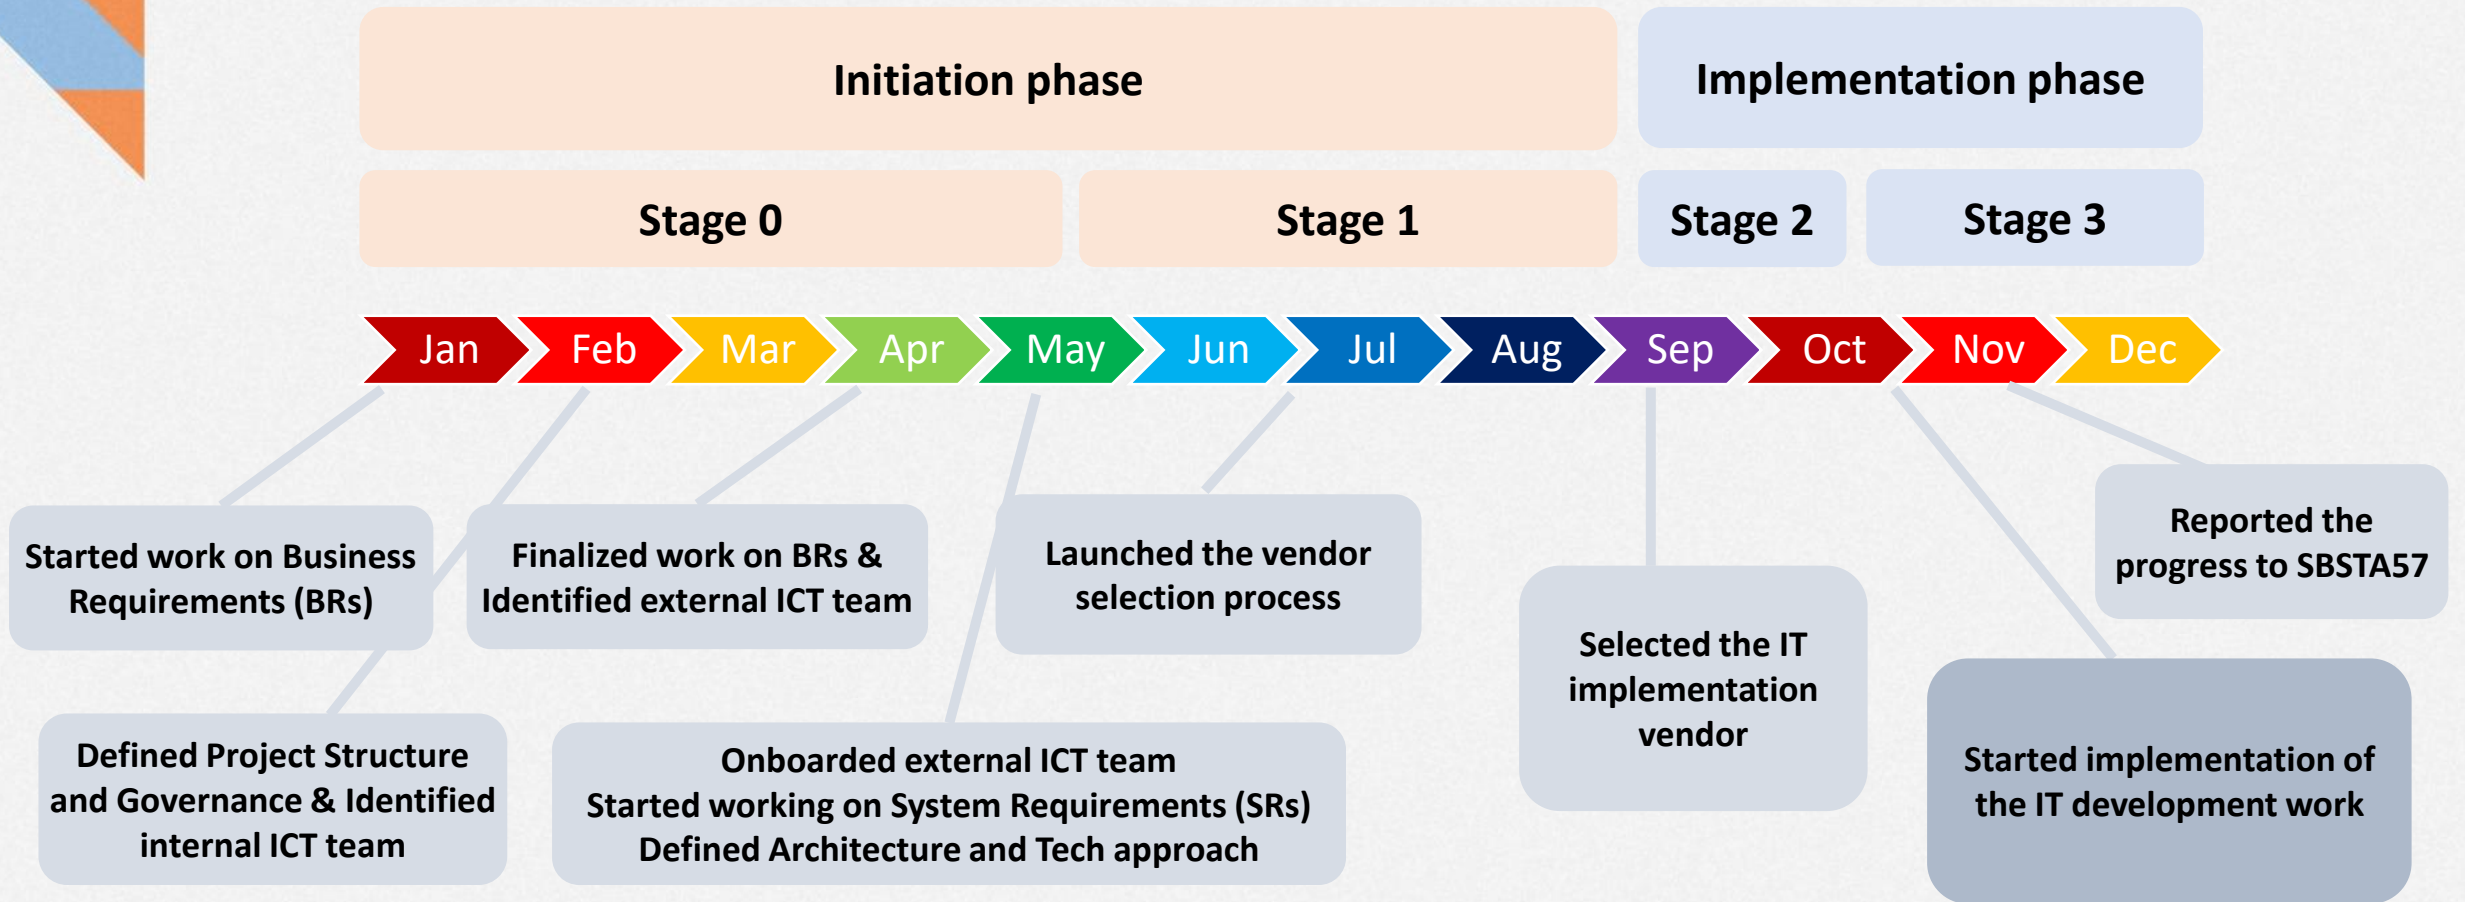 Initiation phase
Implementation phase
Stage 0
Stage 1
Stage 2
Stage 3
Jan
Feb
Mar
Apr
May
Jun
Jul
Aug
Sep
Oct
Nov
Dec
Started work on Business
Requirements (BRs)
Finalized work on BRs &
Identified external ICT team
Launched the vendor
selection process
Selected the IT
implementation
vendor
Reported the
progress to SBSTA57
Defined Project Structure
and Governance & Identified
internal ICT team
Onboarded external ICT team
Started working on System Requirements (SRs)
Defined Architecture and Tech approach
Started implementation of
the IT development work